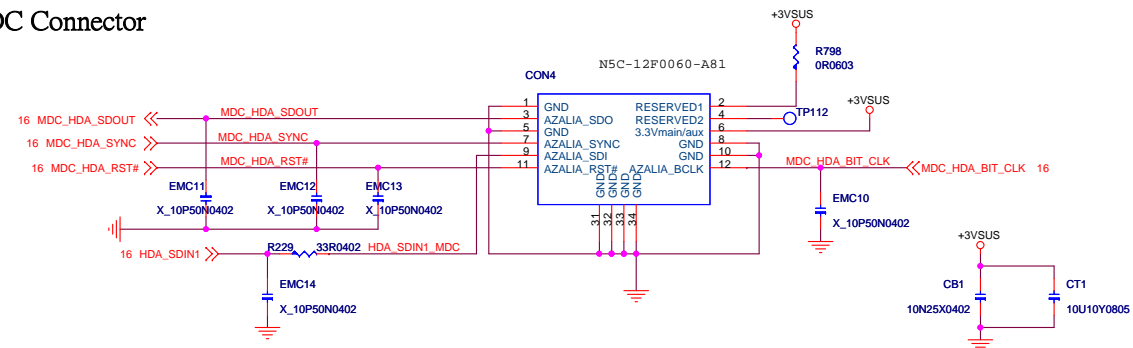 DC Connector
+3VSUS
R798
0R0603
N5C-12F0060-A81
CON4
+3VSUS
1 GND RESERVED1 2
16 MDC_HDA_SDOUT MDC_HDA_SDOUT 3 AZALIA_SDO RESERVED2 4 TP112
5 GND 3.3Vmain/aux 6
16 MDC_HDA_SYNC MDC_HDA_SYNC 7 AZALIA_SYNC GND 8
9 AZALIA_SDI GND 10
16 MDC_HDA_RST# MDC_HDA_RST# 11 AZALIA_RST# AZALIA_BCLK 12 MDC_HDA_BIT_CLK MDC_HDA_BIT_CLK 16
GND GND GND GND
31 32 33 34
EMC11 EMC12 EMC13
X_10P50N0402 X_10P50N0402 X_10P50N0402
EMC10
X_10P50N0402
16 HDA_SDIN1 R229 33R0402 HDA_SDIN1_MDC
EMC14
X_10P50N0402
+3VSUS
CB1 CT1
10N25X0402 10U10Y0805